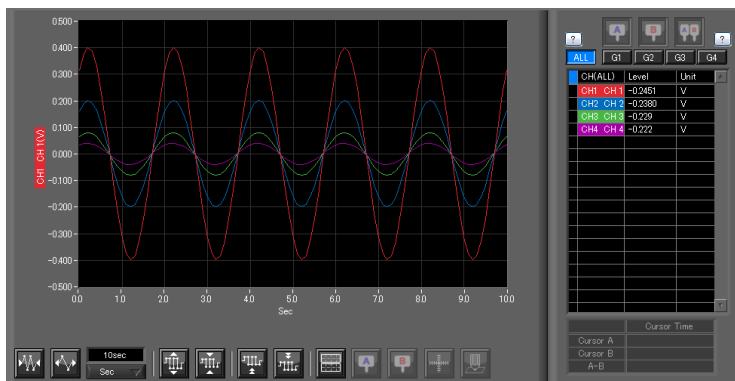 0.500
0.400
0.300
0.200
0.100
-0.000
-0.100
-0.200
-0.300
-0.400
-0.500
CH1 CH 1(V)
0.0 1.0 2.0 3.0 4.0 5.0 6.0 7.0 8.0 9.0 10.0
Sec
10sec
Sec
A B
? A B A B ?
ALL G1 G2 G3 G4
CH(ALL) Level Unit
CH1 CH 1 -0.2451 V
CH2 CH 2 -0.2380 V
CH3 CH 3 -0.229 V
CH4 CH 4 -0.222 V
Cursor Time
Cursor A
Cursor B
A-B